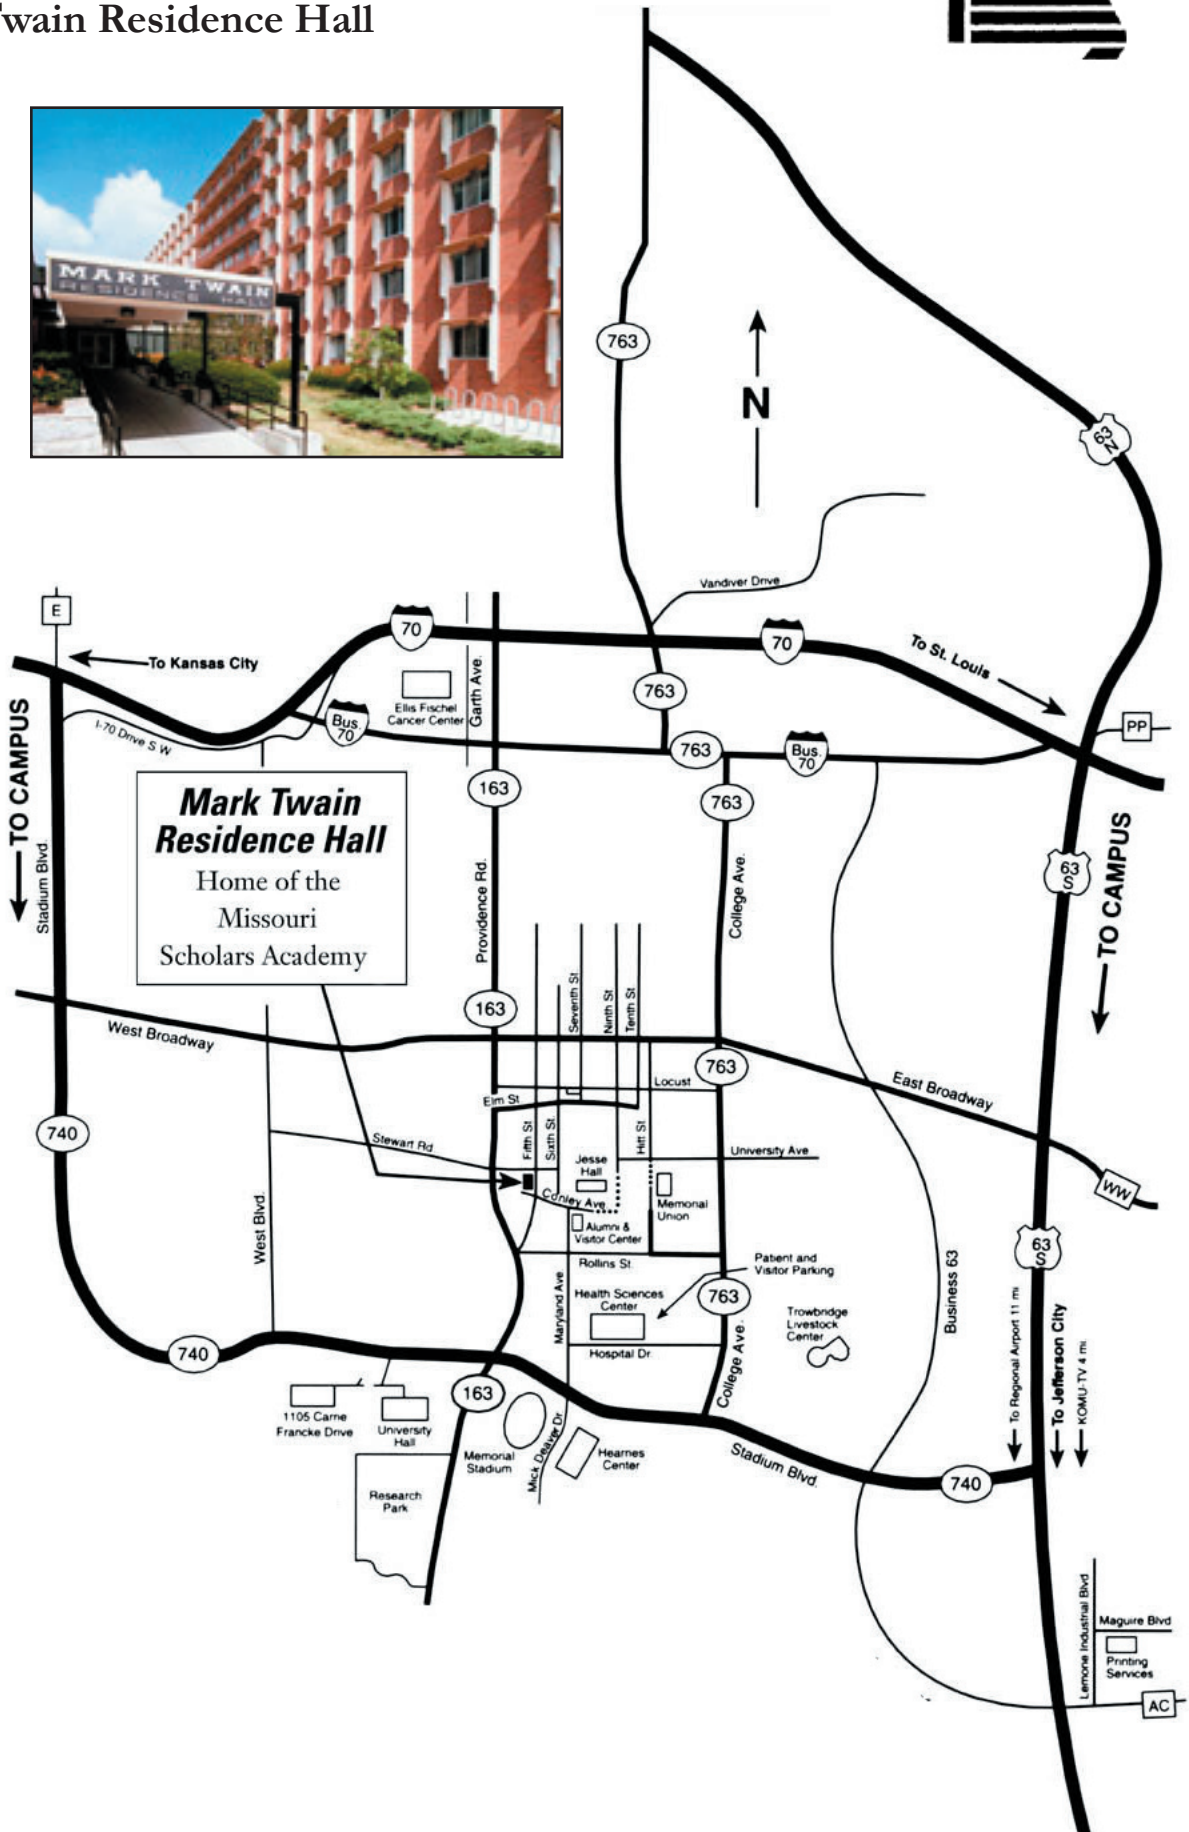 Twain Residence Hall
MARK TWAIN
RESIDENCE HALL
763
N
63
N
Vandiver Drive
E
70
70
To Kansas City
To St. Louis
Ellis Fischel
Cancer Center
Garth Ave.
763
I-70 Drive S W
Bus.
70
763
Bus.
70
PP
TO CAMPUS
Stadium Blvd.
163
763
Mark Twain
Residence Hall
Home of the
Missouri
Scholars Academy
Providence Rd.
College Ave.
63
S
TO CAMPUS
163
Seventh St
Ninth St
Tenth St
West Broadway
763
Locust
East Broadway
Elm St
740
Stewart Rd
Fifth St.
Sixth St.
Hitt St
Jesse
Hall
University Ave
WW
Conley Ave
Memorial
Union
Alumni &
Visitor Center
West Blvd.
Rollins St.
63
S
Patient and
Visitor Parking
Business 63
Maryland Ave
Health Sciences
Center
763
Trowbridge
Livestock
Center
Hospital Dr.
College Ave.
To Regional Airport 11 mi
To Jefferson City
KOMU-TV 4 mi
740
163
1105 Carrie
Francke Drive
University
Hall
Memorial
Stadium
Mick Deaver Dr
Hearnes
Center
Stadium Blvd.
740
Research
Park
Lemone Industrial Blvd
Maguire Blvd
Printing
Services
AC